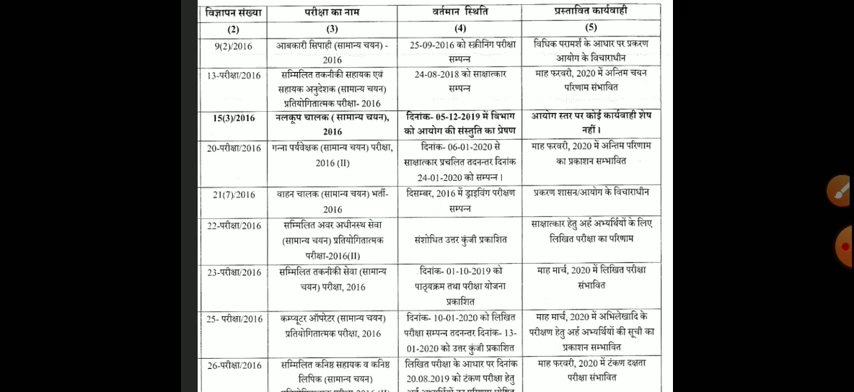 विज्ञापन संख्या परीक्षा का नाम वर्तमान स्थिति प्रस्तावित कार्यवाही
(2) (3) (4) (5)
9(2)/2016 आबकारी सिपाही (सामान्य चयन) - 25-09-2016 को स्क्रीनिंग परीक्षा विधिक परामर्श के आधार पर प्रकरण
2016 सम्पन्न आयोग के विचाराधीन
13-परीक्षा/2016 सम्मिलित तकनीकी सहायक एवं 24-08-2018 को साक्षात्कार माह फरवरी, 2020 में अन्तिम चयन
सहायक अनुदेशक (सामान्य चयन) सम्पन्न परिणाम संभावित
प्रतियोगितात्मक परीक्षा- 2016
15(3)/2016 नलकूप चालक ( सामान्य चयन), दिनांक- 05-12-2019 में विभाग आयोग स्तर पर कोई कार्यवाही शेष
2016 को आयोग की संस्तुति का प्रेषण नहीं।
20-परीक्षा/2016 गन्ना पर्यवेक्षक (सामान्य चयन) परीक्षा, दिनांक- 06-01-2020 से माह फरवरी, 2020 में अन्तिम परिणाम
2016 (II) साक्षात्कार प्रचलित तदनन्तर दिनांक का प्रकाशन सम्भावित
24-01-2020 को सम्पन्न।
21(7)/2016 वाहन चालक (सामान्य चयन) भर्ती- दिसम्बर, 2016 में ड्राइविंग परीक्षण प्रकरण शासन/आयोग के विचाराधीन
2016 सम्पन्न
22-परीक्षा/2016 सम्मिलित अवर अधीनस्थ सेवा साक्षात्कार हेतु अर्ह अभ्यर्थियों के लिए
(सामान्य चयन) प्रतियोगितात्मक संशोधित उत्तर कुंजी प्रकाशित लिखित परीक्षा का परिणाम
परीक्षा-2016(II)
23-परीक्षा/2016 सम्मिलित तकनीकी सेवा (सामान्य दिनांक- 01-10-2019 को माह मार्च, 2020 में लिखित परीक्षा
चयन) परीक्षा, 2016 पाठ्यक्रम तथा परीक्षा योजना संभावित
प्रकाशित
25- परीक्षा/2016 कम्प्यूटर ऑपरेटर (सामान्य चयन) दिनांक- 10-01-2020 को लिखित माह मार्च, 2020 में अभिलेखादि के
प्रतियोगितात्मक परीक्षा, 2016 परीक्षा सम्पन्न तदनन्तर दिनांक- 13- परीक्षण हेतु अर्ह अभ्यर्थियों की सूची का
01-2020 को उत्तर कुंजी प्रकाशित प्रकाशन सम्भावित
26-परीक्षा/2016 सम्मिलित कनिष्ठ सहायक व कनिष्ठ लिखित परीक्षा के आधार पर दिनांक माह फरवरी, 2020 में टंकण दक्षता
लिपिक (सामान्य चयन) 20.08.2019 को टंकण परीक्षा हेतु परीक्षा संभावित